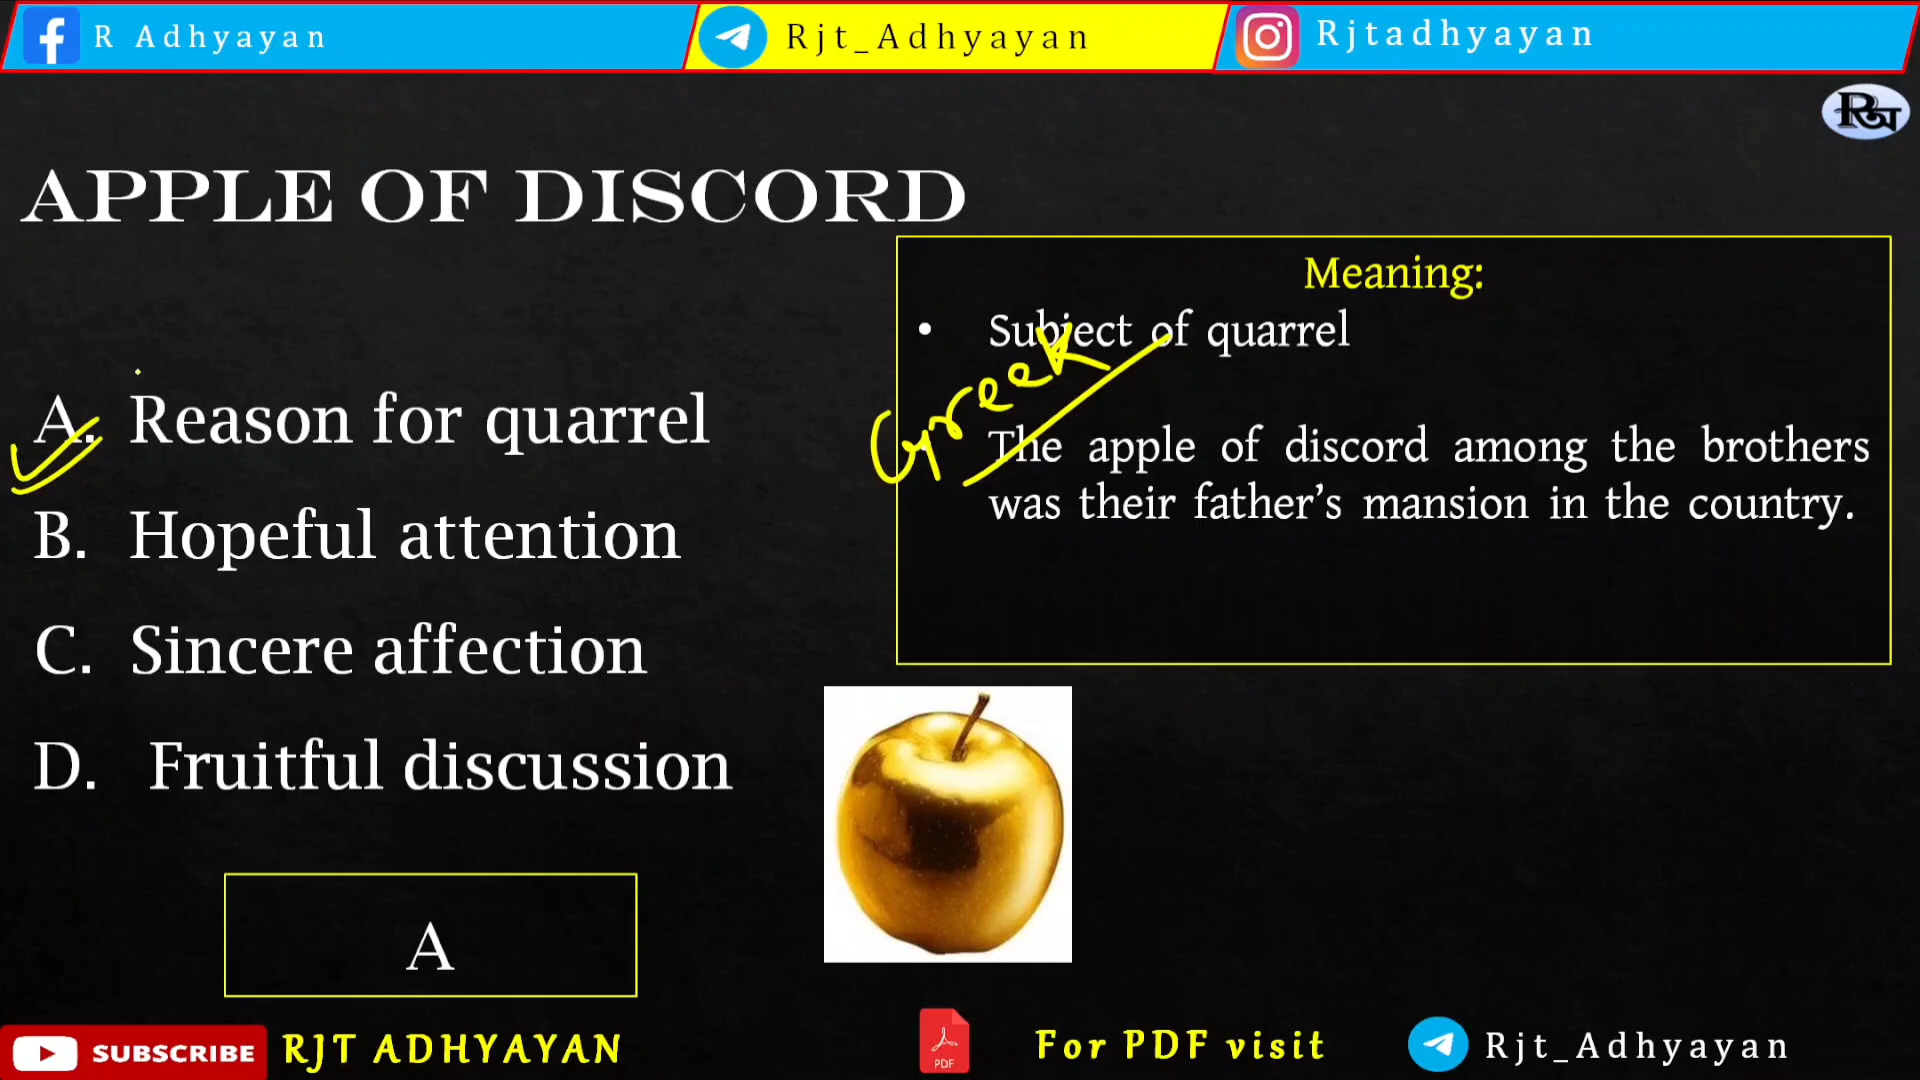 R Adhyayan
Rjt_Adhyayan
Rjtadhyayan
APPLE OF DISCORD
A. Reason for quarrel
B. Hopeful attention
C. Sincere affection
D. Fruitful discussion
A
Meaning:
• Subject of quarrel
Greek
The apple of discord among the brothers
was their father’s mansion in the country.
SUBSCRIBE
RJT ADHYAYAN
PDF
For PDF visit
Rjt_Adhyayan